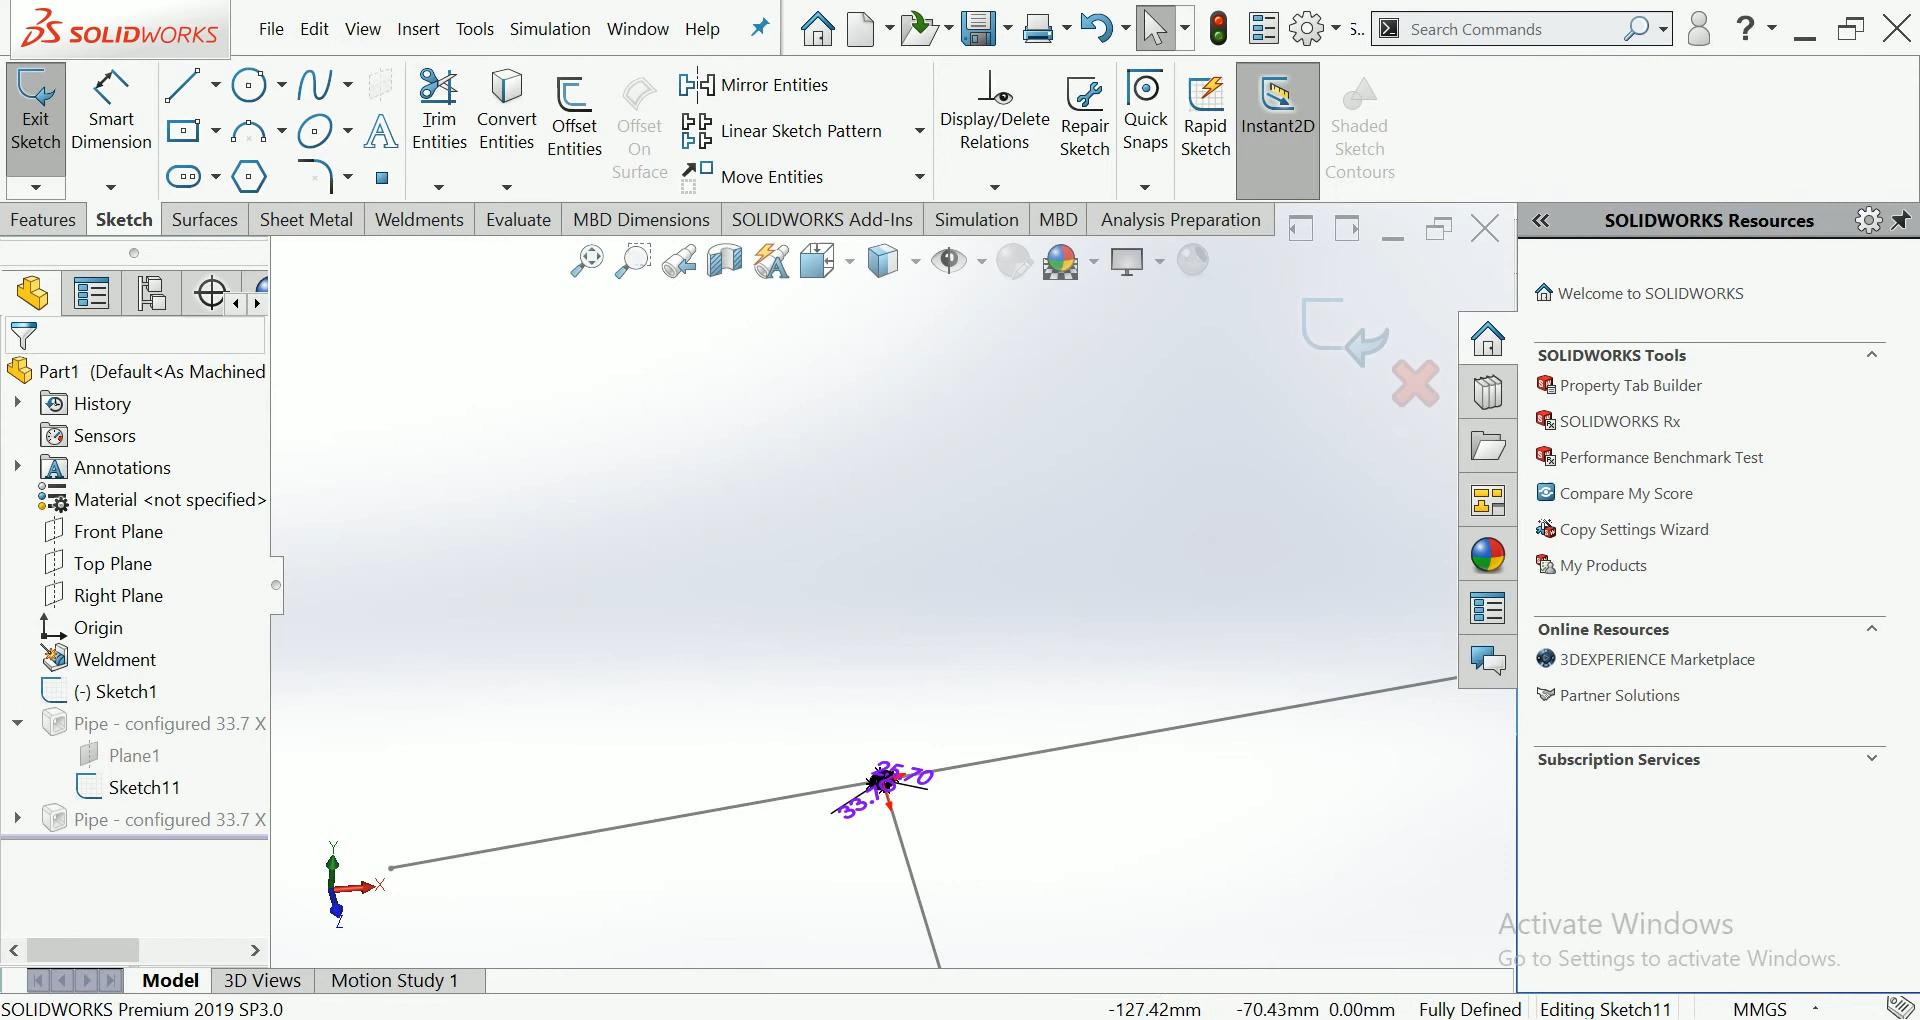 SOLIDWORKS
File Edit View Insert Tools Simulation Window Help
S..
Search Commands
?
Exit Sketch
Smart Dimension
Trim Entities
Convert Entities
Offset Entities
Offset On Surface
Mirror Entities
Linear Sketch Pattern
Move Entities
Display/Delete Relations
Repair Sketch
Quick Snaps
Rapid Sketch
Instant2D
Shaded Sketch Contours
Features Sketch Surfaces Sheet Metal Weldments Evaluate MBD Dimensions SOLIDWORKS Add-Ins Simulation MBD Analysis Preparation
SOLIDWORKS Resources
Part1 (Default<As Machined
History
Sensors
Annotations
Material <not specified>
Front Plane
Top Plane
Right Plane
Origin
Weldment
(-) Sketch1
Pipe - configured 33.7 X
Plane1
Sketch11
Pipe - configured 33.7 X
25.70
33.70
Y
X
Z
Welcome to SOLIDWORKS
SOLIDWORKS Tools
Property Tab Builder
SOLIDWORKS Rx
Performance Benchmark Test
Compare My Score
Copy Settings Wizard
My Products
Online Resources
3DEXPERIENCE Marketplace
Partner Solutions
Subscription Services
Activate Windows
Go to Settings to activate Windows.
Model 3D Views Motion Study 1
SOLIDWORKS Premium 2019 SP3.0
-127.42mm -70.43mm 0.00mm Fully Defined Editing Sketch11 MMGS